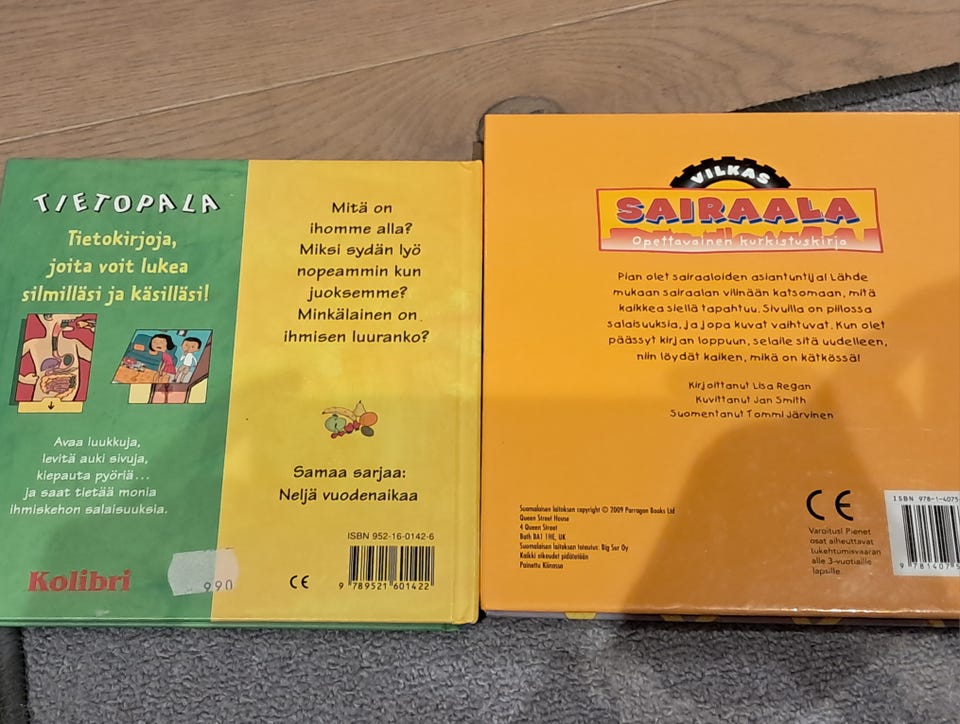 TIETOPALA
Tietokirjoja,
joita voit lukea
silmilläsi ja käsilläsi!
Avaa luukkuja,
levitä auki sivuja,
kiepauta pyöriä...
ja saat tietää monia
ihmiskehon salaisuuksia.
Kolibri
990
Mitä on
ihomme alla?
Miksi sydän lyö
nopeammin kun
juoksemme?
Minkälainen on
ihmisen luuranko?
Samaa sarjaa:
Neljä vuodenaikaa
ISBN 952-16-0142-6
CE
9 789521 601422
VILKAS
SAIRAALA
Opettavainen kurkistuskirja
Pian olet sairaaloiden asiantuntija! Lähde
mukaan sairaalan vilinään katsomaan, mitä
kaikkea siellä tapahtuu. Sivuilla on piilossa
salaisuuksia, ja jopa kuvat vaihtuvat. Kun olet
päässyt kirjan loppuun, selaile sitä uudelleen,
niin löydät kaiken, mikä on kätkössä!
Kirjoittanut Lisa Regan
Kuvittanut Jan Smith
Suomentanut Tommi Järvinen
Suomalaisen laitoksen copyright © 2009 Parragon Books Ltd
Queen Street House
4 Queen Street
Bath BA1 1HE, UK
Suomalaisen laitoksen toteutus: Big Sur Oy
Kaikki oikeudet pidätetään
Painettu Kiinassa
CE
Varoitus! Pienet
osat aiheuttavat
tukehtumisvaaran
alle 3-vuotiaille
lapsille
ISBN 978-1-4075
9 781407 5